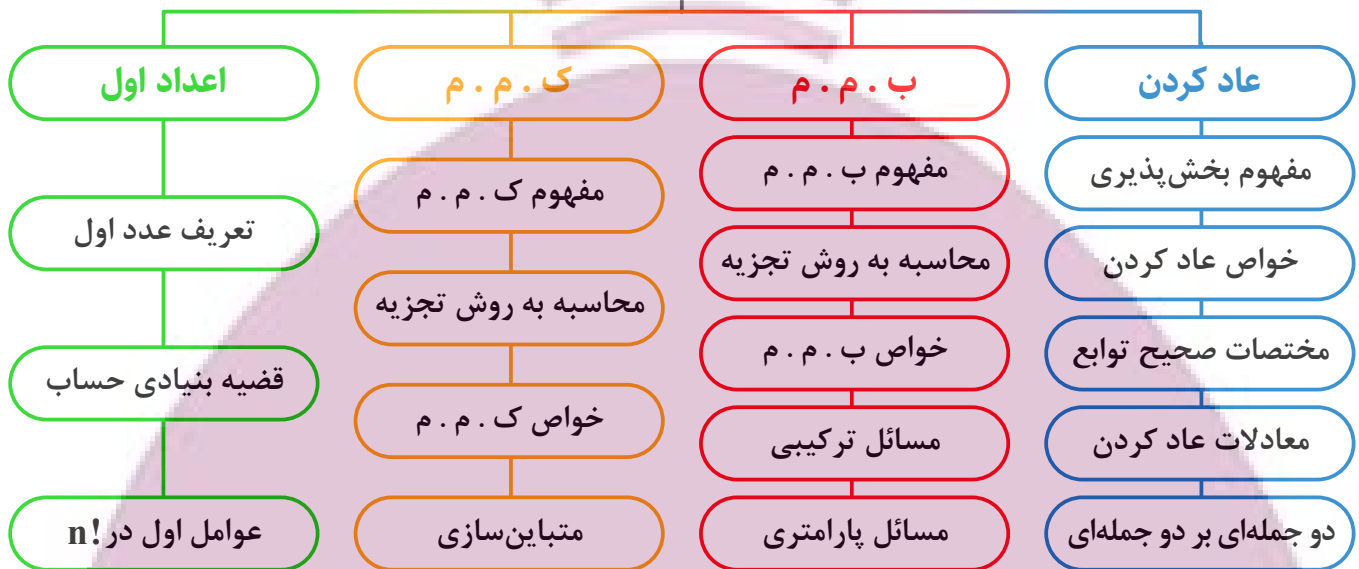 عاد کردن
مفهوم بخش‌پذیری
خواص عاد کردن
مختصات صحیح توابع
معادلات عاد کردن
دو جمله‌ای بر دو جمله‌ای
ب . م . م
مفهوم ب . م . م
محاسبه به روش تجزیه
خواص ب . م . م
مسائل ترکیبی
مسائل پارامتری
ک . م . م
مفهوم ک . م . م
محاسبه به روش تجزیه
خواص ک . م . م
متباین‌سازی
اعداد اول
تعریف عدد اول
قضیه بنیادی حساب
عوامل اول در n!